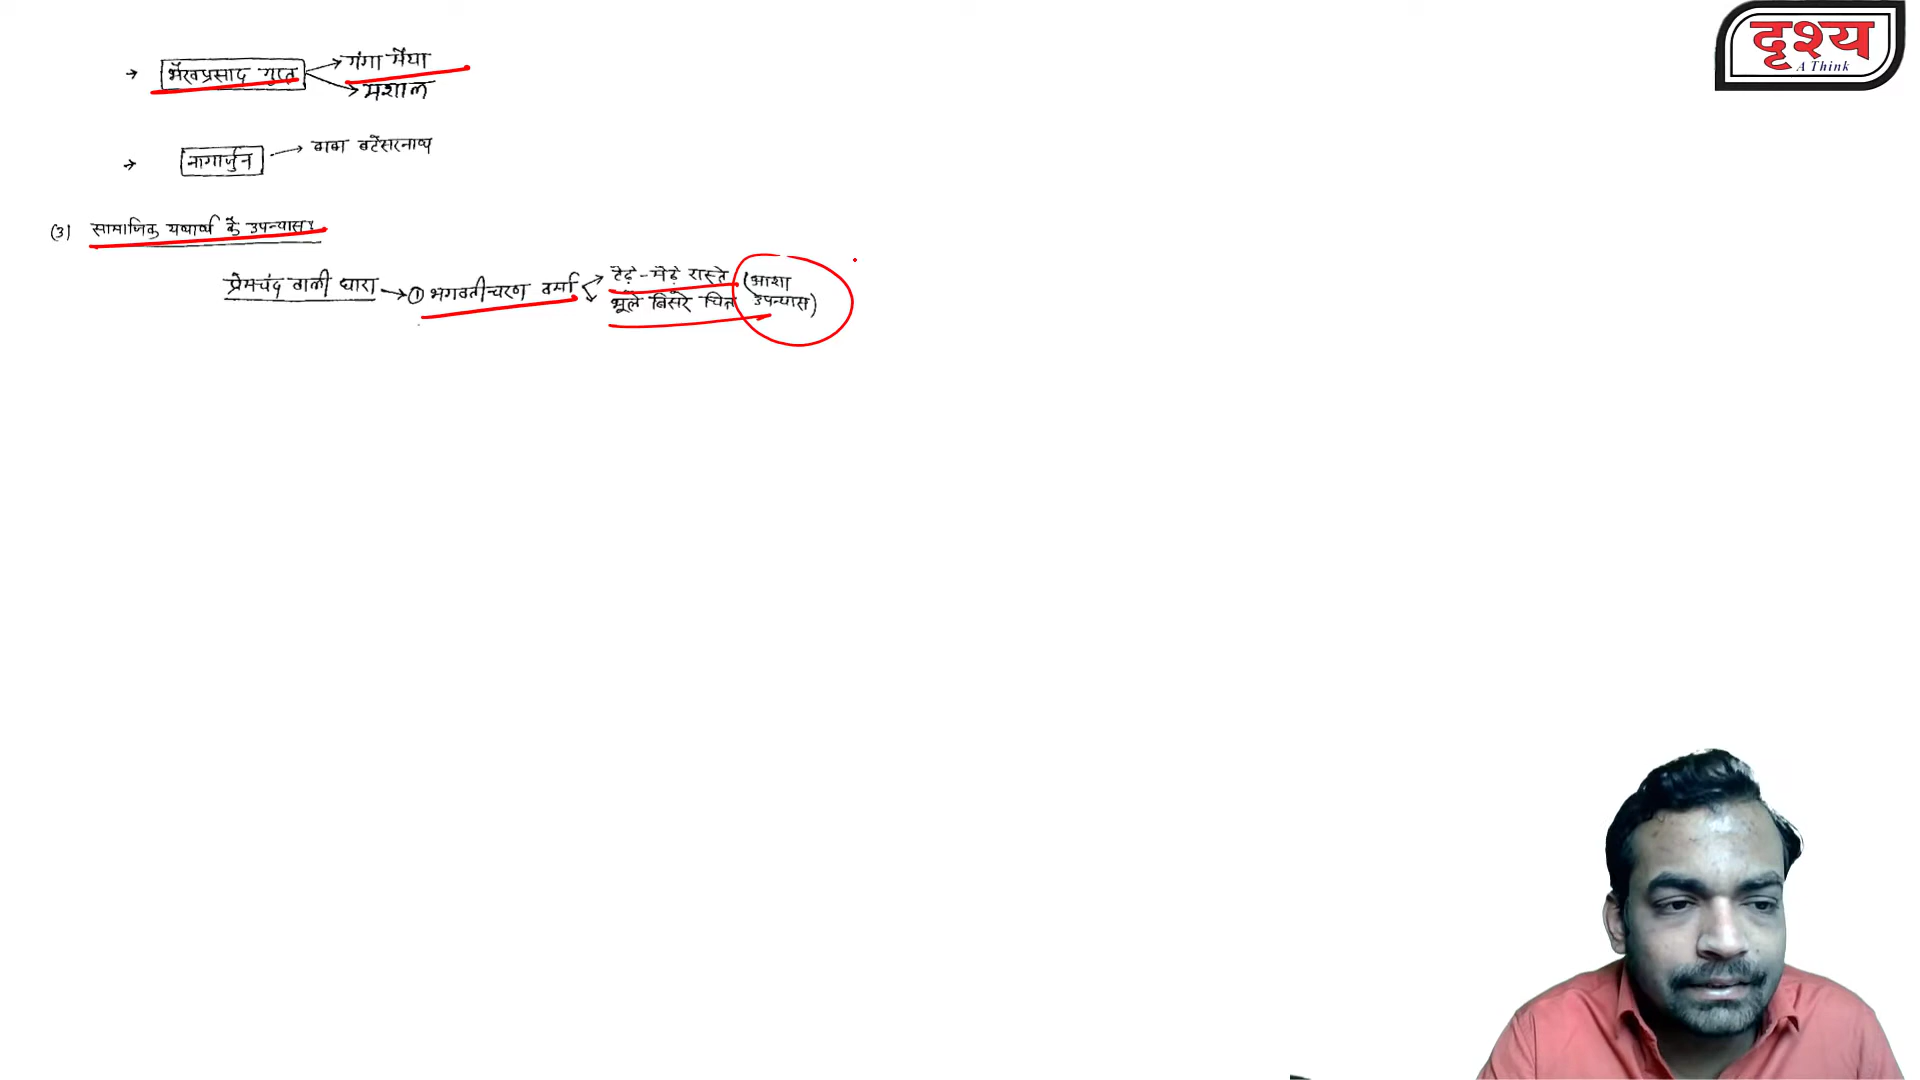 दृश्य
A Think
→ भैरवप्रसाद गुप्त → गंगा मैया
→ मशाल
→ नागार्जुन → बाबा बटेसरनाथ
(3) सामाजिक यथार्थ के उपन्यास:
प्रेमचंद वाली धारा → ① भगवतीचरण वर्मा → टेढ़े-मेढ़े रास्ते (आशा
भूले बिसरे चित्र उपन्यास)